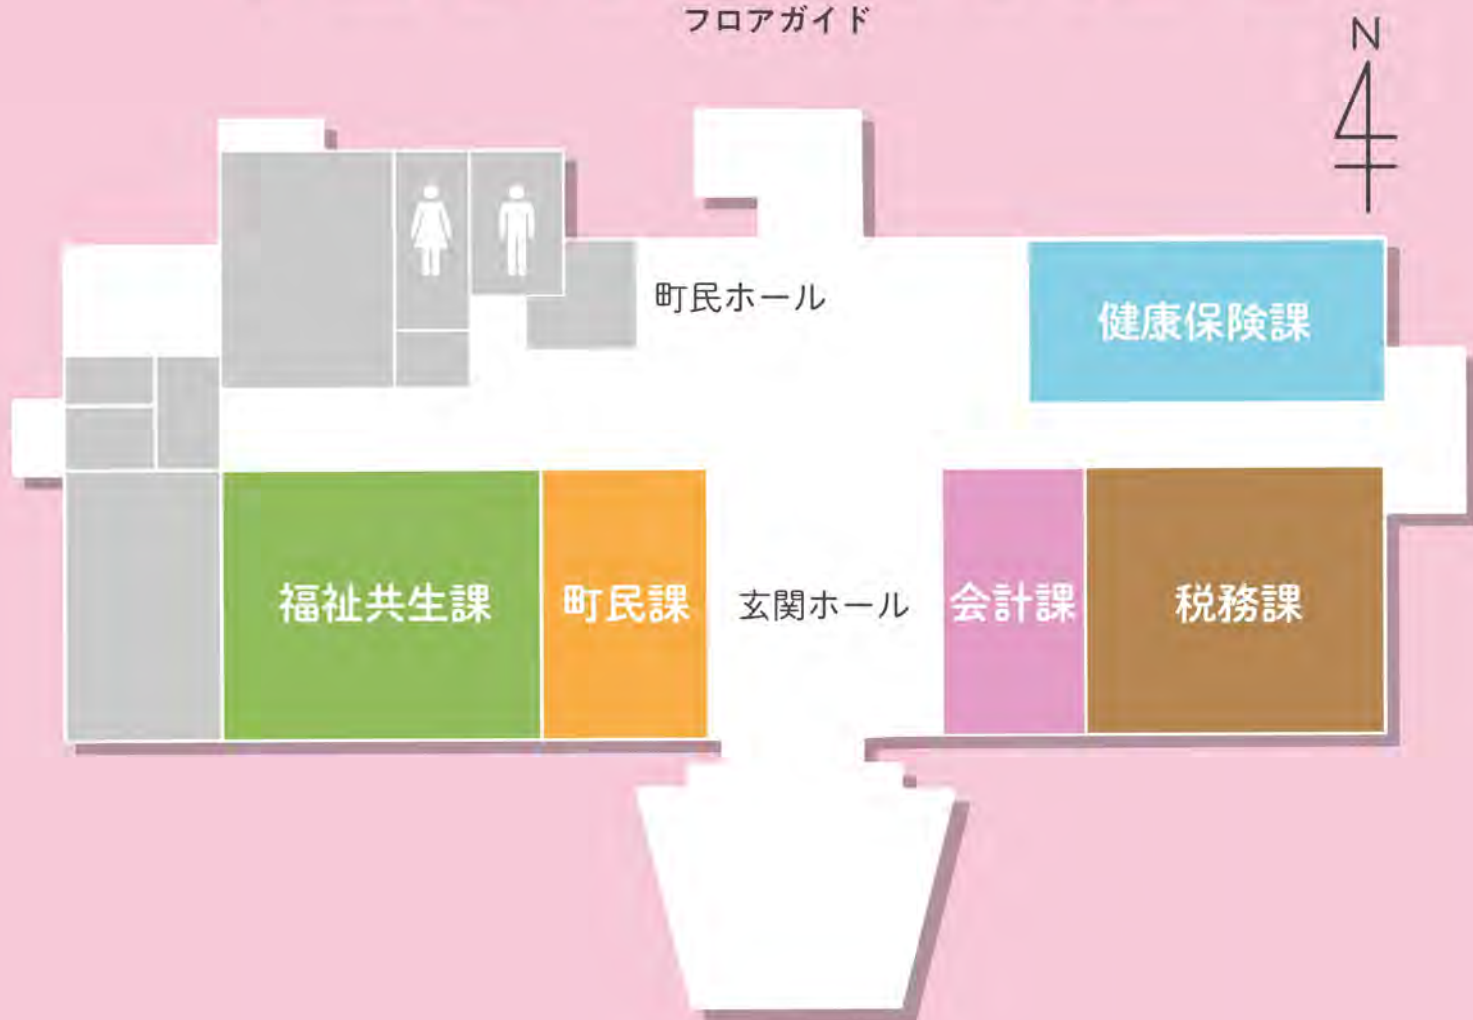 フロアガイド
N
町民ホール
健康保険課
福祉共生課
町民課
玄関ホール
会計課
税務課